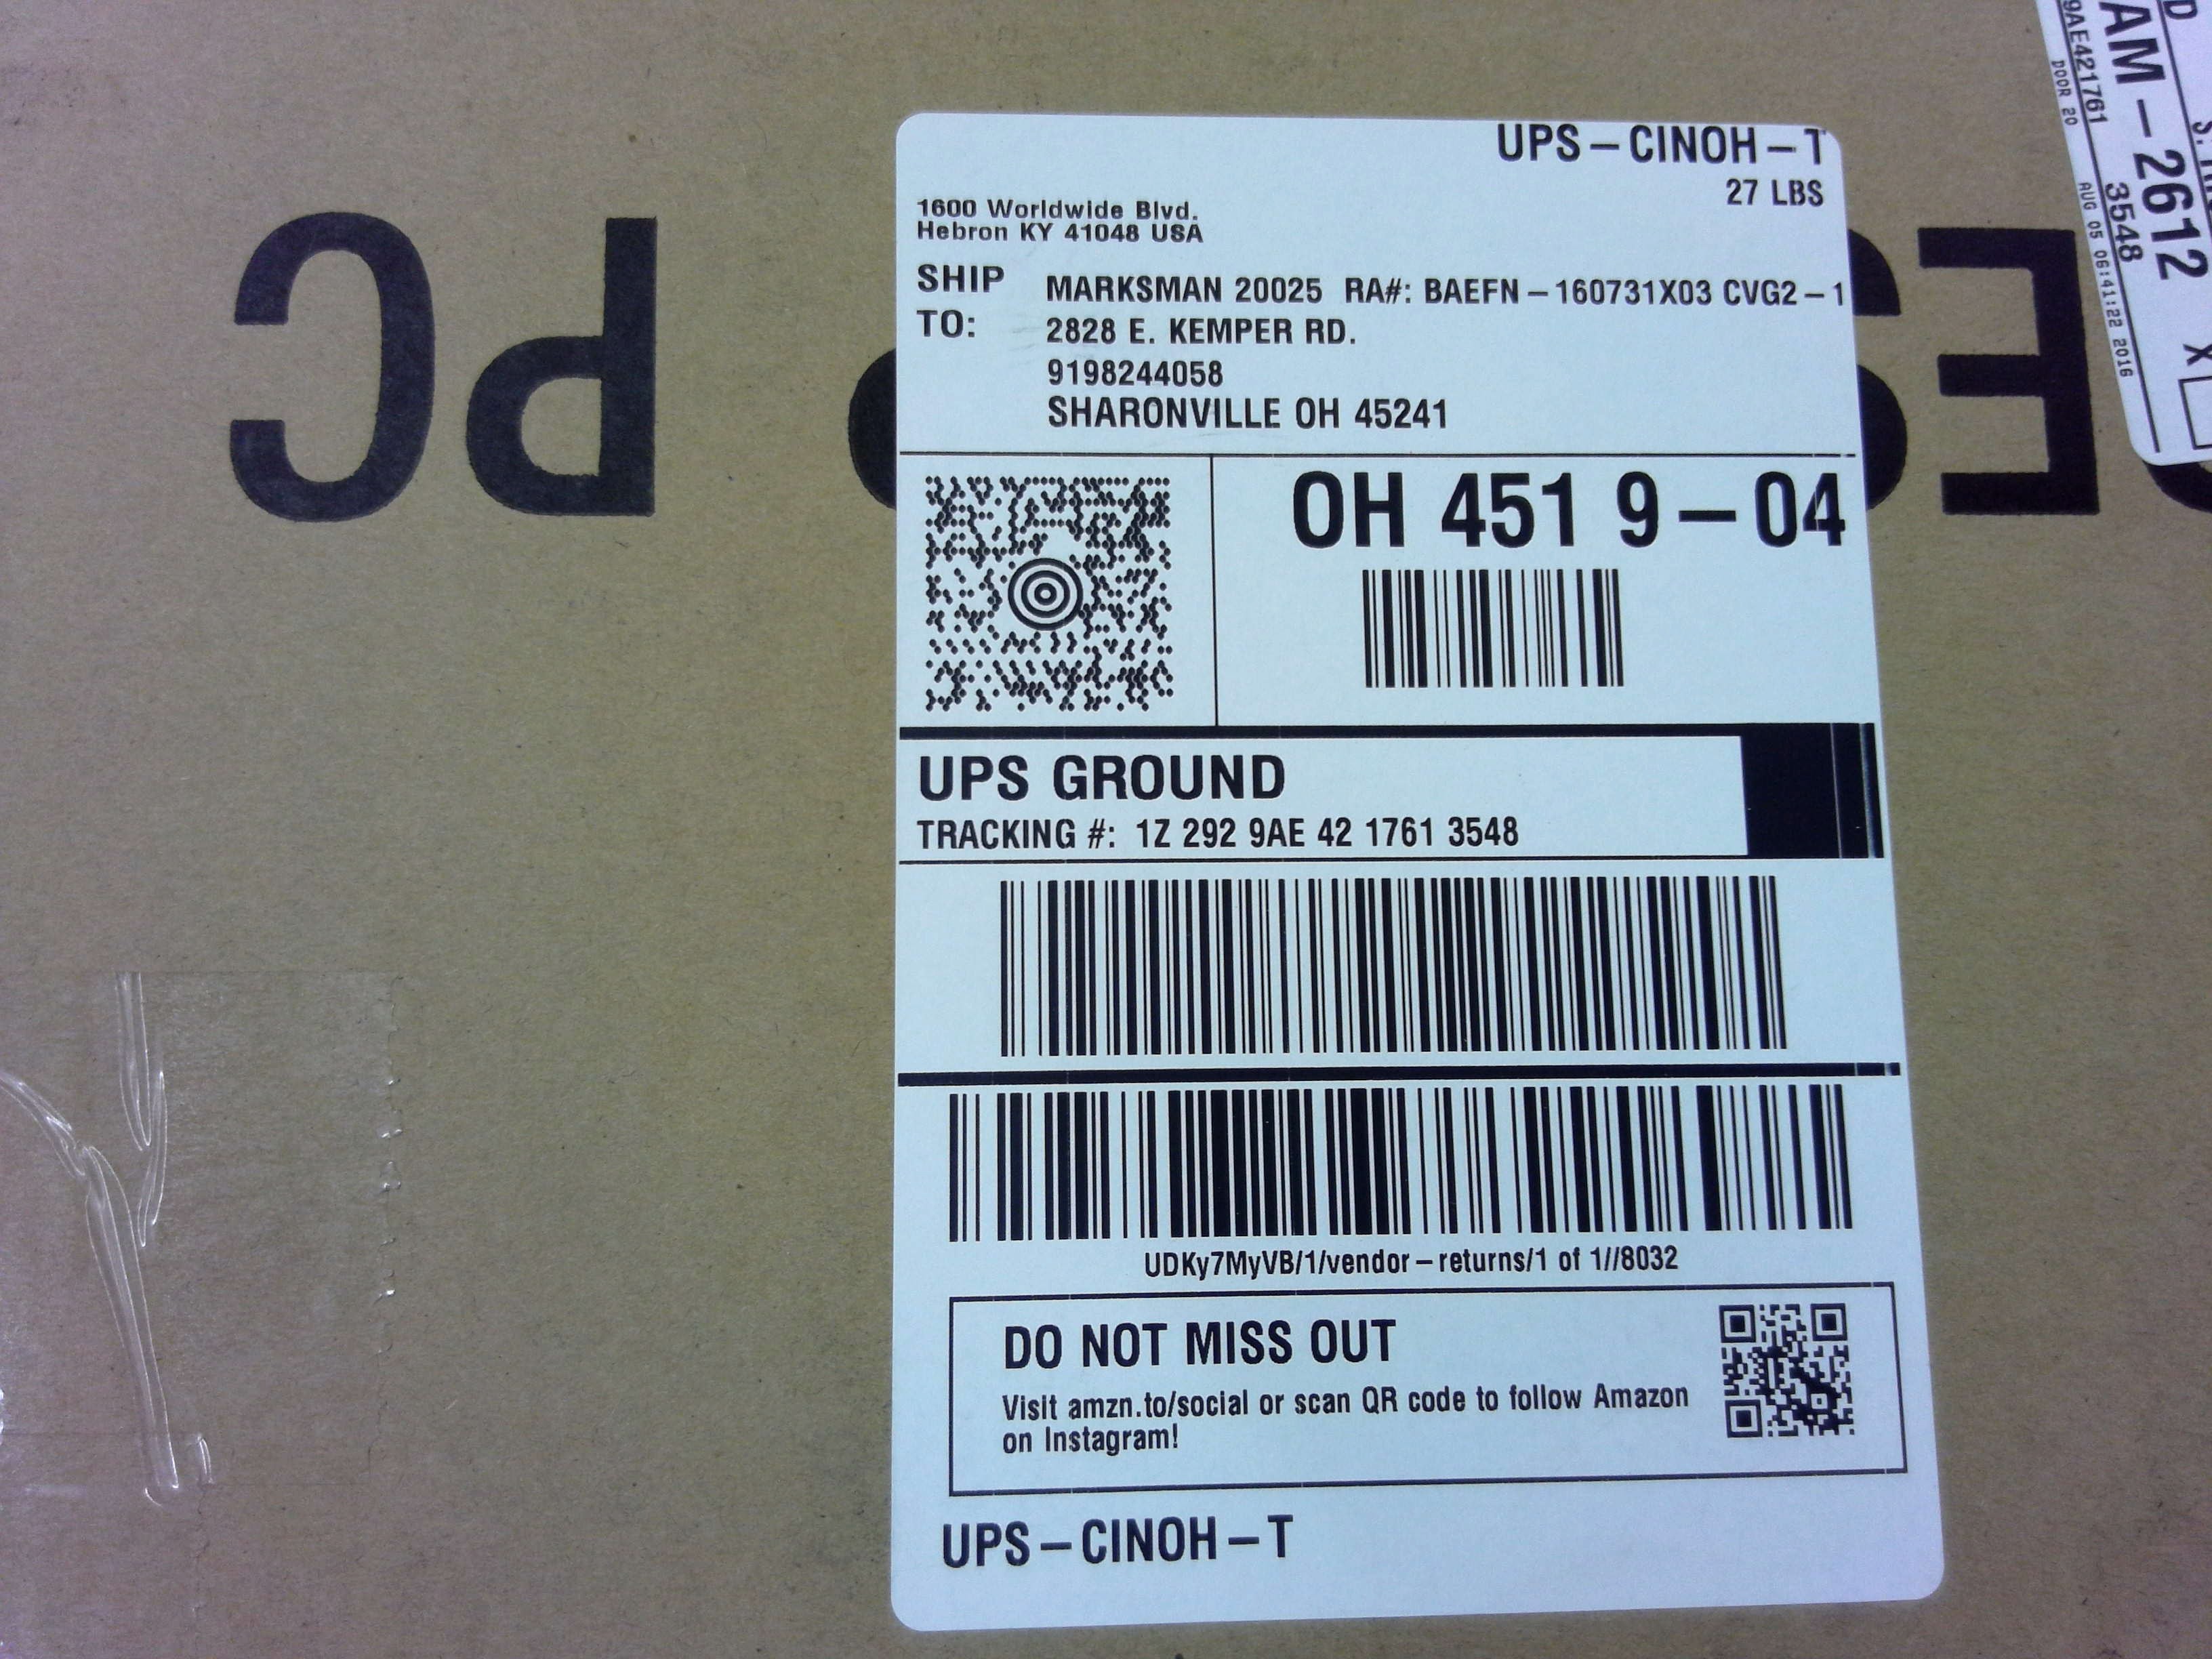 UPS – CINOH – T
27 LBS
1600 Worldwide Blvd.
Hebron KY 41048 USA
SHIP TO:
MARKSMAN 20025 RA#: BAEFN – 160731X03 CVG2 – 1
2828 E. KEMPER RD.
9198244058
SHARONVILLE OH 45241
OH 451 9 – 04
UPS GROUND
TRACKING #: 1Z 292 9AE 42 1761 3548
UDKy7MyVB/1/vendor – returns/1 of 1//8032
DO NOT MISS OUT
Visit amzn.to/social or scan QR code to follow Amazon
on Instagram!
UPS – CINOH – T
PC
AM – 2612 X
9AE421761 3548
DOOR 20 AUG 05 06:41:22 2016